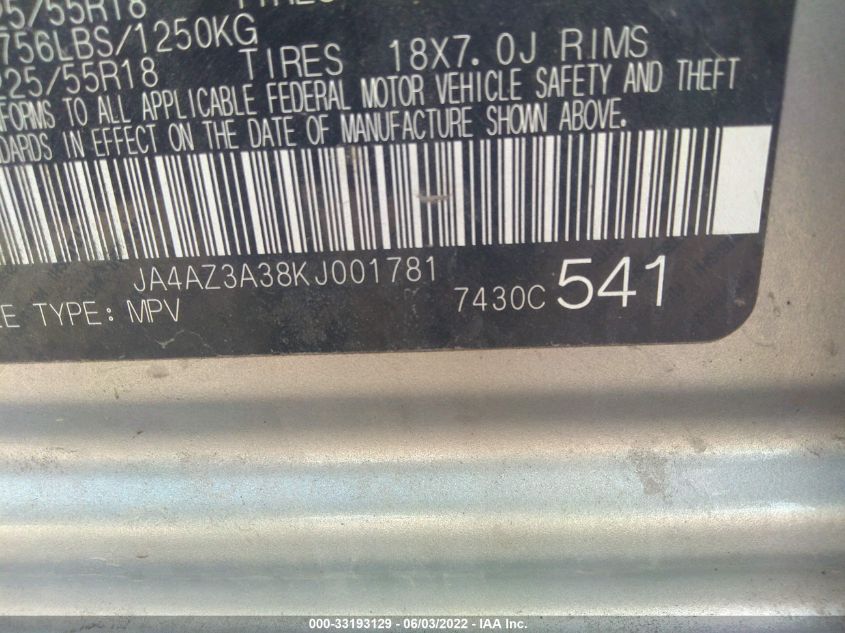 55R18 TIRES
756LBS/1250KG
225/55R18 TIRES 18X7.0J RIMS
TO ALL APPLICABLE FEDERAL MOTOR VEHICLE SAFETY AND THEFT
IN EFFECT ON THE DATE OF MANUFACTURE SHOWN ABOVE.
JA4AZ3A38KJ001781
TYPE: MPV 7430C 541
000-33193129 - 06/03/2022 - IAA Inc.